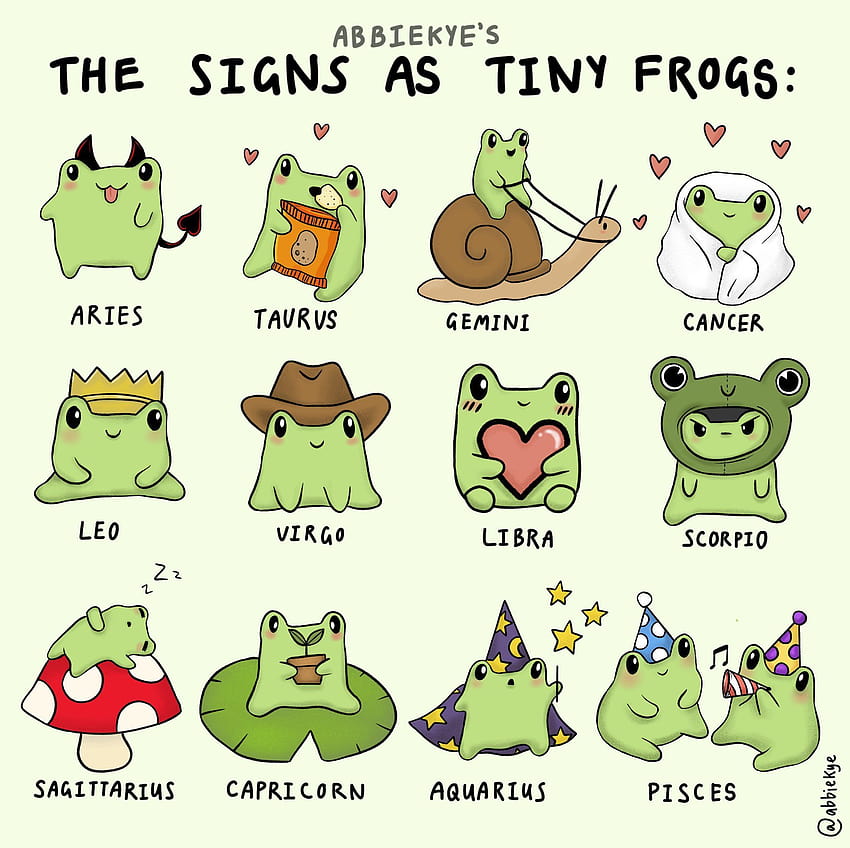 ABBIEKYE'S
THE SIGNS AS TINY FROGS:
ARIES
TAURUS
GEMINI
CANCER
LEO
VIRGO
LIBRA
SCORPIO
zZz
SAGITTARIUS
CAPRICORN
AQUARIUS
PISCES
@abbiekye